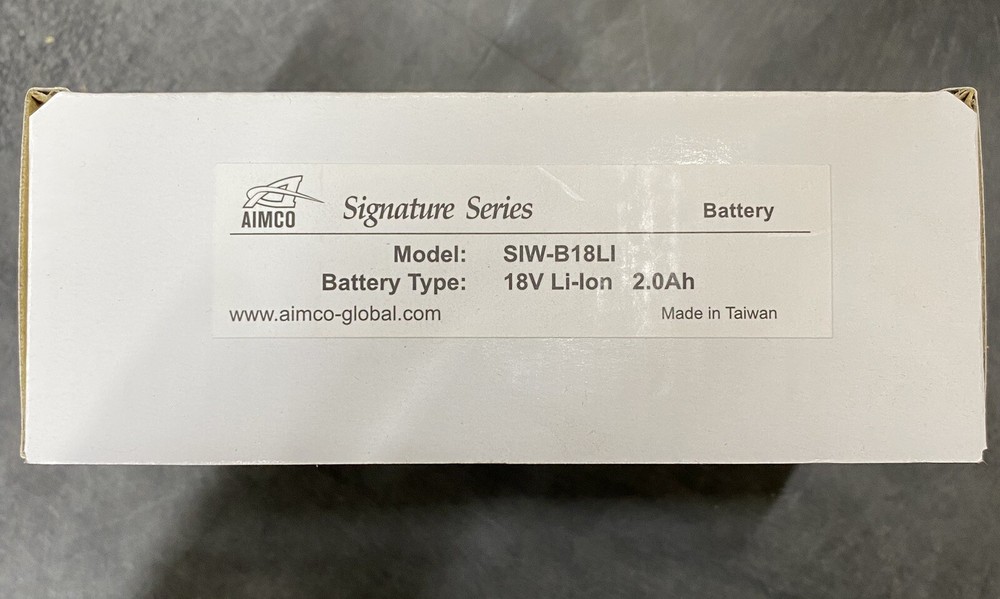 AIMCO Signature Series Battery
Model: SIW-B18LI
Battery Type: 18V Li-Ion 2.0Ah
www.aimco-global.com Made in Taiwan